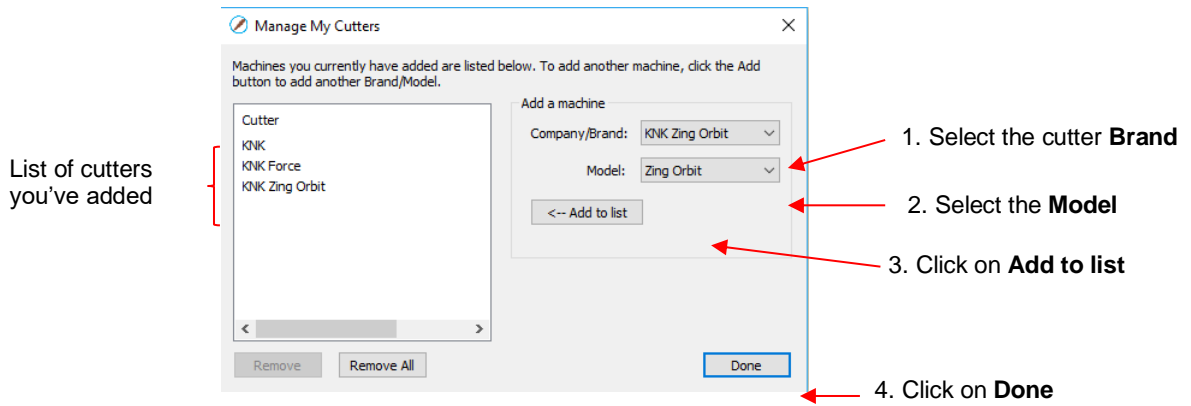 Manage My Cutters
Machines you currently have added are listed below. To add another machine, click the Add
button to add another Brand/Model.
Cutter
KNK
KNK Force
KNK Zing Orbit
List of cutters
you've added
Add a machine
Company/Brand: KNK Zing Orbit
Model: Zing Orbit
<-- Add to list
1. Select the cutter Brand
2. Select the Model
3. Click on Add to list
Remove
Remove All
Done
4. Click on Done